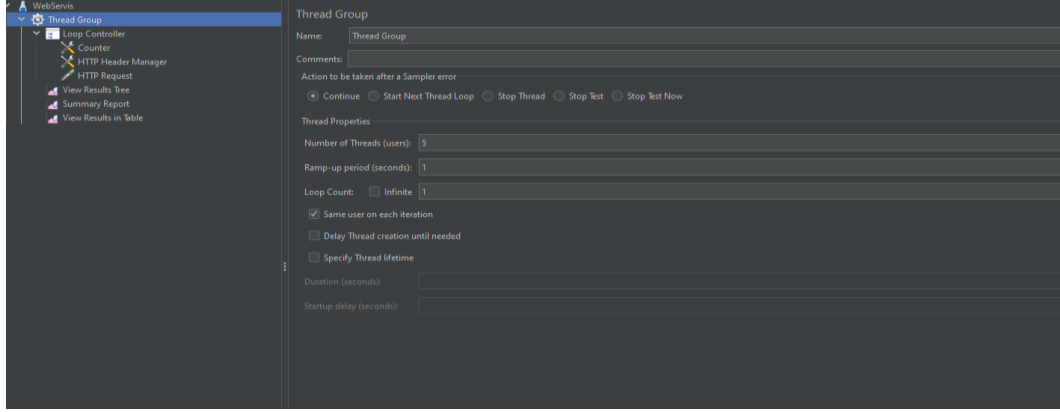 WebServis
Thread Group
Loop Controller
Counter
HTTP Header Manager
HTTP Request
View Results Tree
Summary Report
View Results in Table
Thread Group
Name: Thread Group
Comments:
Action to be taken after a Sampler error
Continue Start Next Thread Loop Stop Thread Stop Test Stop Test Now
Thread Properties
Number of Threads (users): 5
Ramp-up period (seconds): 1
Loop Count: Infinite 1
Same user on each iteration
Delay Thread creation until needed
Specify Thread lifetime
Duration (seconds):
Startup delay (seconds):